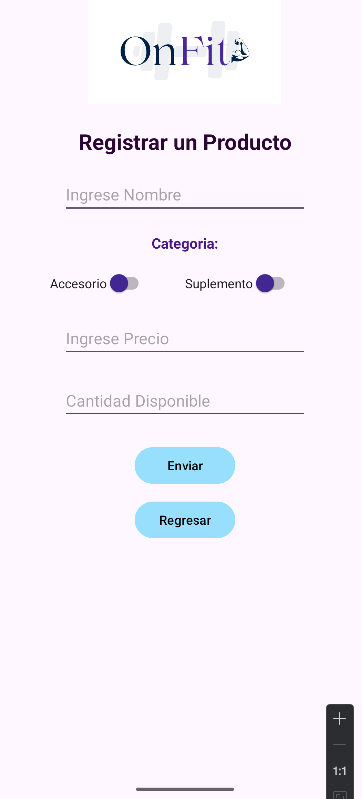 OnFit
Registrar un Producto
Ingrese Nombre
Categoria:
Accesorio Suplemento
Ingrese Precio
Cantidad Disponible
Enviar
Regresar
1:1